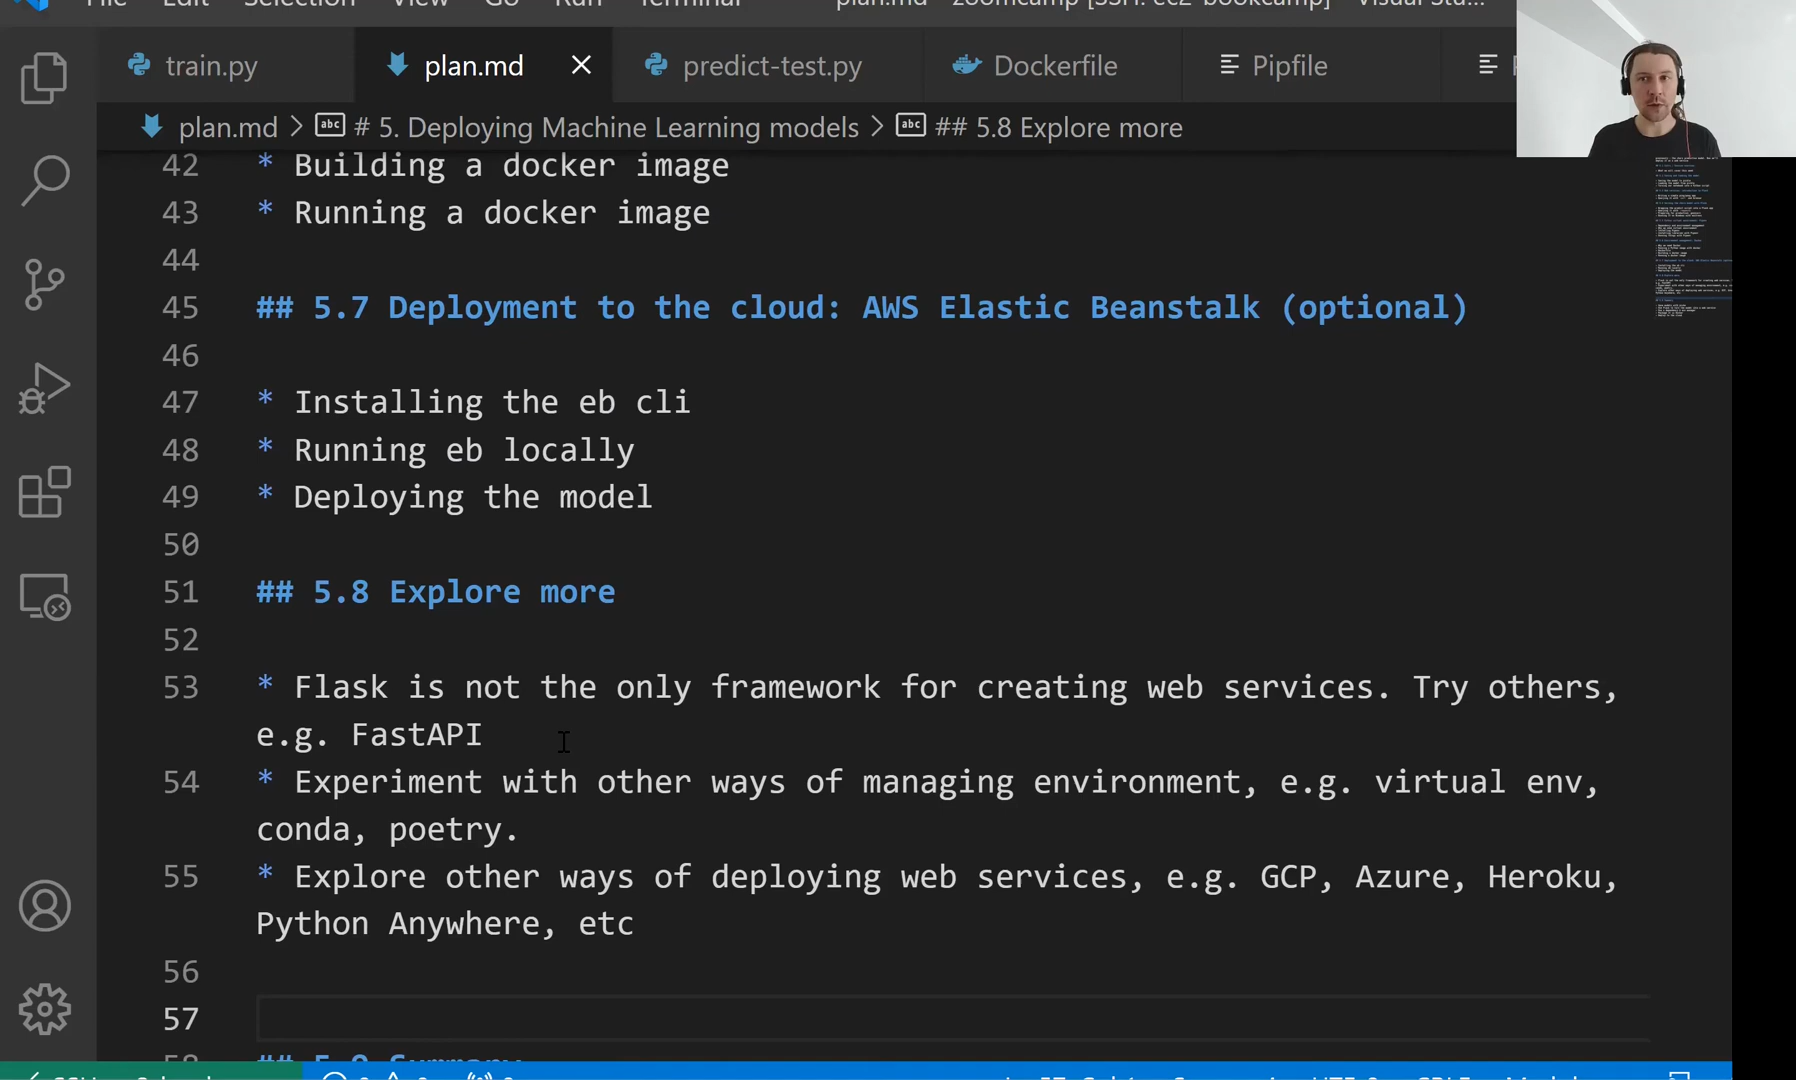 train.py
plan.md
predict-test.py
Dockerfile
Pipfile
plan.md > # 5. Deploying Machine Learning models > ## 5.8 Explore more
42 * Building a docker image
43 * Running a docker image
44
45 ## 5.7 Deployment to the cloud: AWS Elastic Beanstalk (optional)
46
47 * Installing the eb cli
48 * Running eb locally
49 * Deploying the model
50
51 ## 5.8 Explore more
52
53 * Flask is not the only framework for creating web services. Try others,
e.g. FastAPI
54 * Experiment with other ways of managing environment, e.g. virtual env,
conda, poetry.
55 * Explore other ways of deploying web services, e.g. GCP, Azure, Heroku,
Python Anywhere, etc
56
57